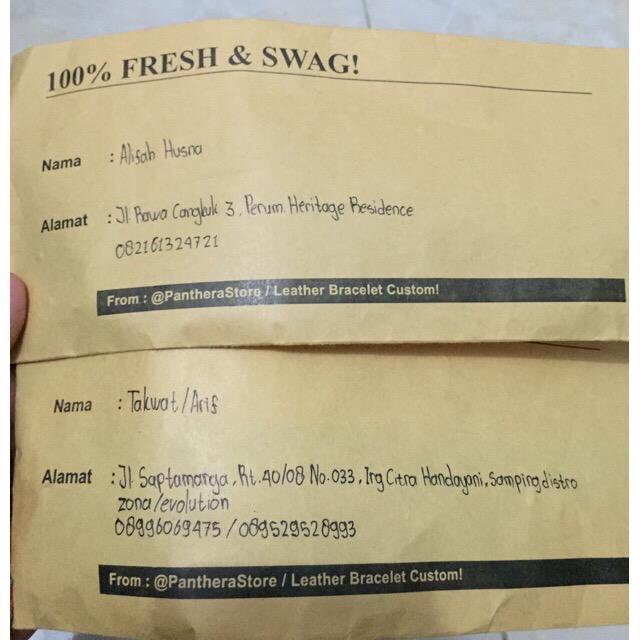 100% FRESH & SWAG!
Nama : Alifah Husna
Alamat : Jl Rawa Cangkuk 3, Perum. Heritage Residence
082161324721
From : @PantheraStore / Leather Bracelet Custom!
Nama : Takwat/Arif
Alamat : Jl Saptamarga, Rt.40/08 No.033, Irg Citra Handayani, Samping distro
zona/evolution
08996069475 / 089529528993
From : @PantheraStore / Leather Bracelet Custom!